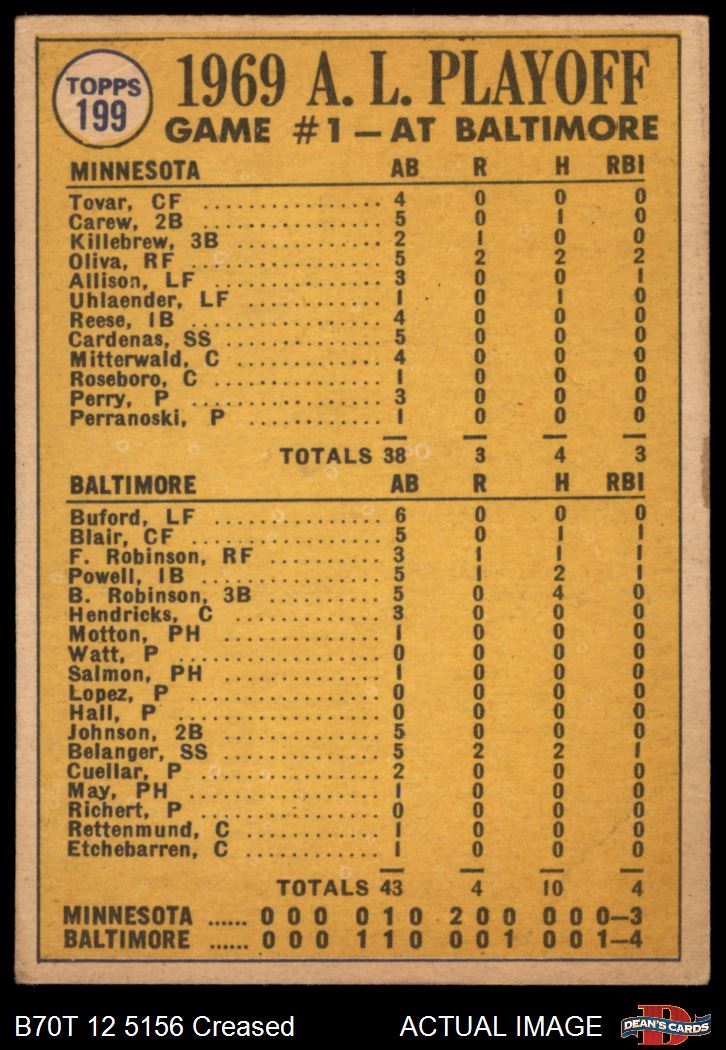 TOPPS
199
1969 A. L. PLAYOFF
GAME #1 — AT BALTIMORE
MINNESOTA AB R H RBI
Tovar, CF .................. 4 0 0 0
Carew, 2B .................. 5 0 1 0
Killebrew, 3B .............. 2 1 0 0
Oliva, RF .................. 5 2 2 2
Allison, LF ................ 3 0 0 1
Uhlaender, LF .............. 1 0 1 0
Reese, 1B .................. 4 0 0 0
Cardenas, SS ............... 5 0 0 0
Mitterwald, C .............. 4 0 0 0
Roseboro, C ................ 1 0 0 0
Perry, P ................... 3 0 0 0
Perranoski, P .............. 1 0 0 0
TOTALS 38 3 4 3
BALTIMORE AB R H RBI
Buford, LF ................. 6 0 0 0
Blair, CF .................. 5 0 1 1
F. Robinson, RF ............ 3 1 1 1
Powell, 1B ................. 5 1 2 1
B. Robinson, 3B ............ 5 0 4 0
Hendricks, C ............... 3 0 0 0
Motton, PH ................. 1 0 0 0
Watt, P .................... 0 0 0 0
Salmon, PH ................. 1 0 0 0
Lopez, P ................... 0 0 0 0
Hall, P .................... 0 0 0 0
Johnson, 2B ................ 5 0 0 0
Belanger, SS ............... 5 2 2 1
Cuellar, P ................. 2 0 0 0
May, PH .................... 1 0 0 0
Richert, P ................. 0 0 0 0
Rettenmund, C .............. 1 0 0 0
Etchebarren, C ............. 1 0 0 0
TOTALS 43 4 10 4
MINNESOTA ...... 0 0 0 0 1 0 2 0 0 0 0 0—3
BALTIMORE ...... 0 0 0 1 1 0 0 0 1 0 0 1—4
B70T 12 5156 Creased ACTUAL IMAGE
D
DEAN'S CARDS